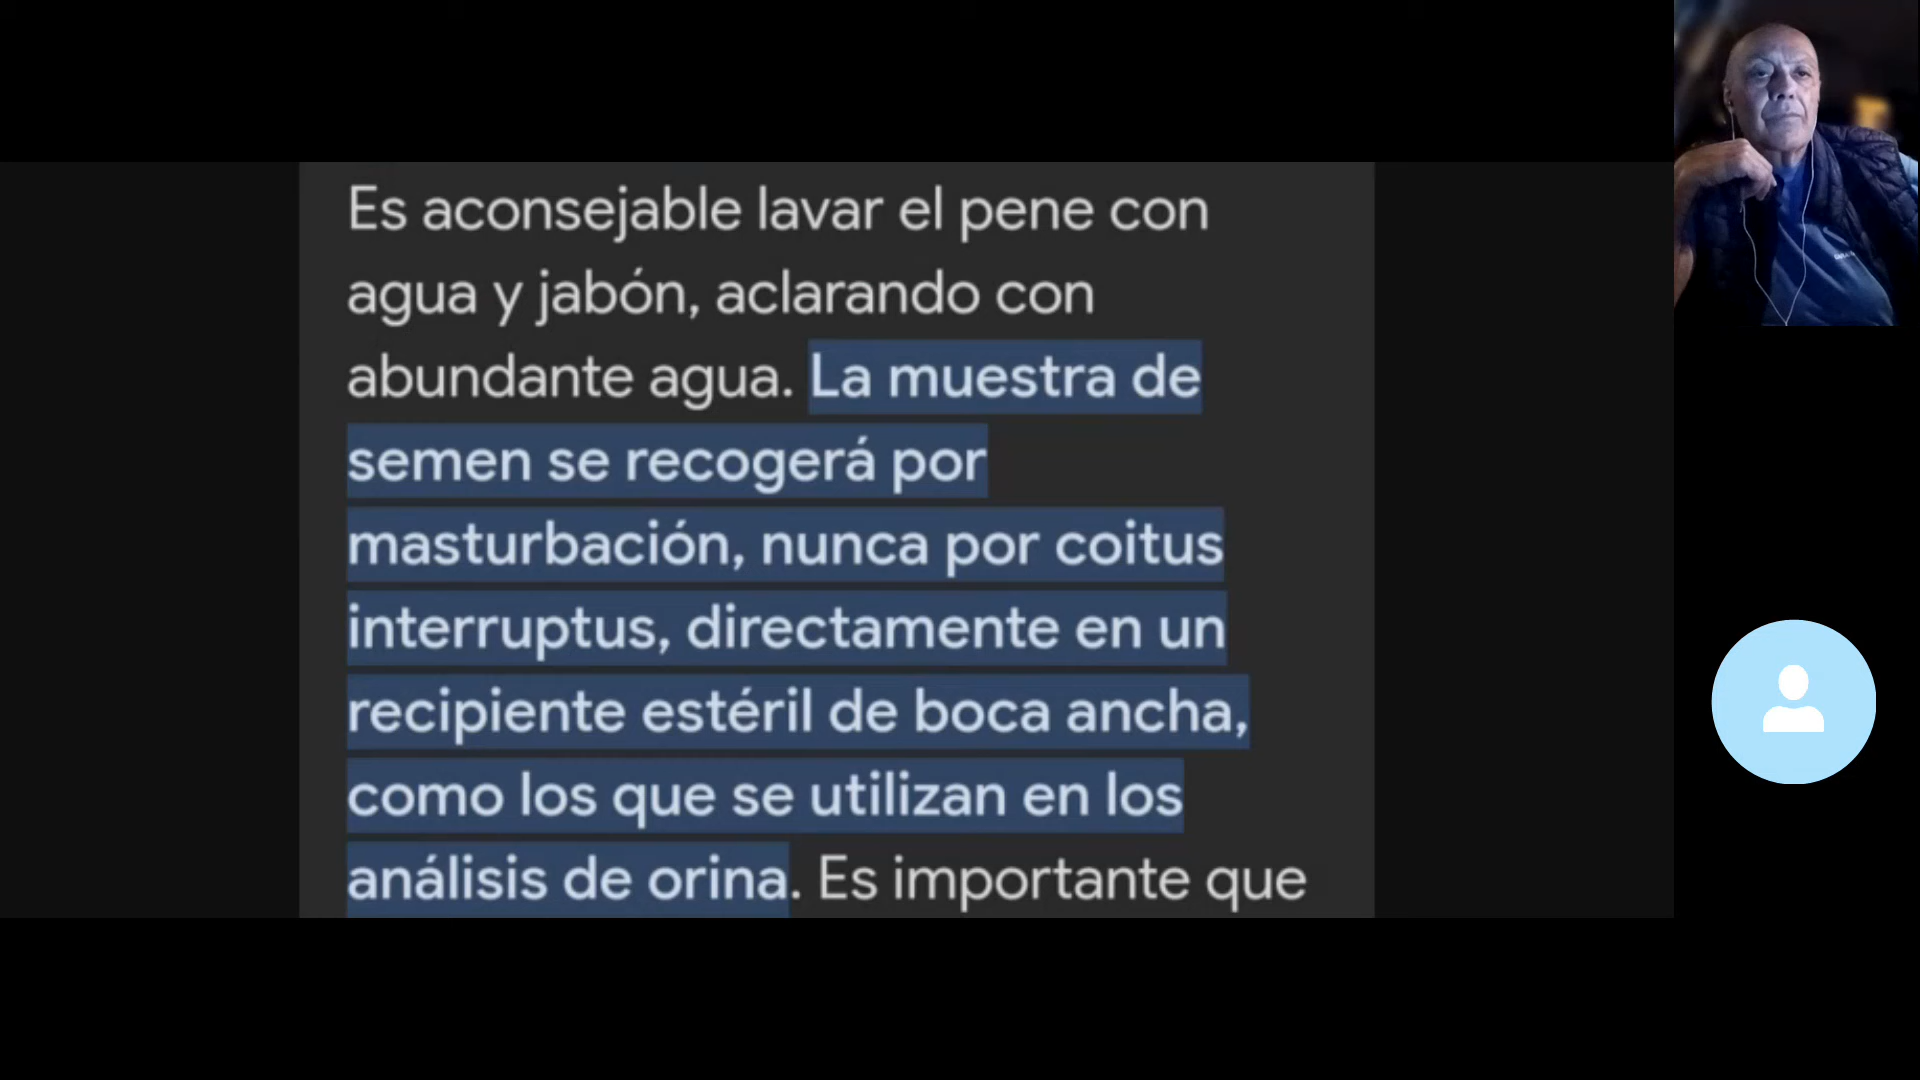 Es aconsejable lavar el pene con
agua y jabón, aclarando con
abundante agua. La muestra de
semen se recogerá por
masturbación, nunca por coitus
interruptus, directamente en un
recipiente estéril de boca ancha,
como los que se utilizan en los
análisis de orina. Es importante que